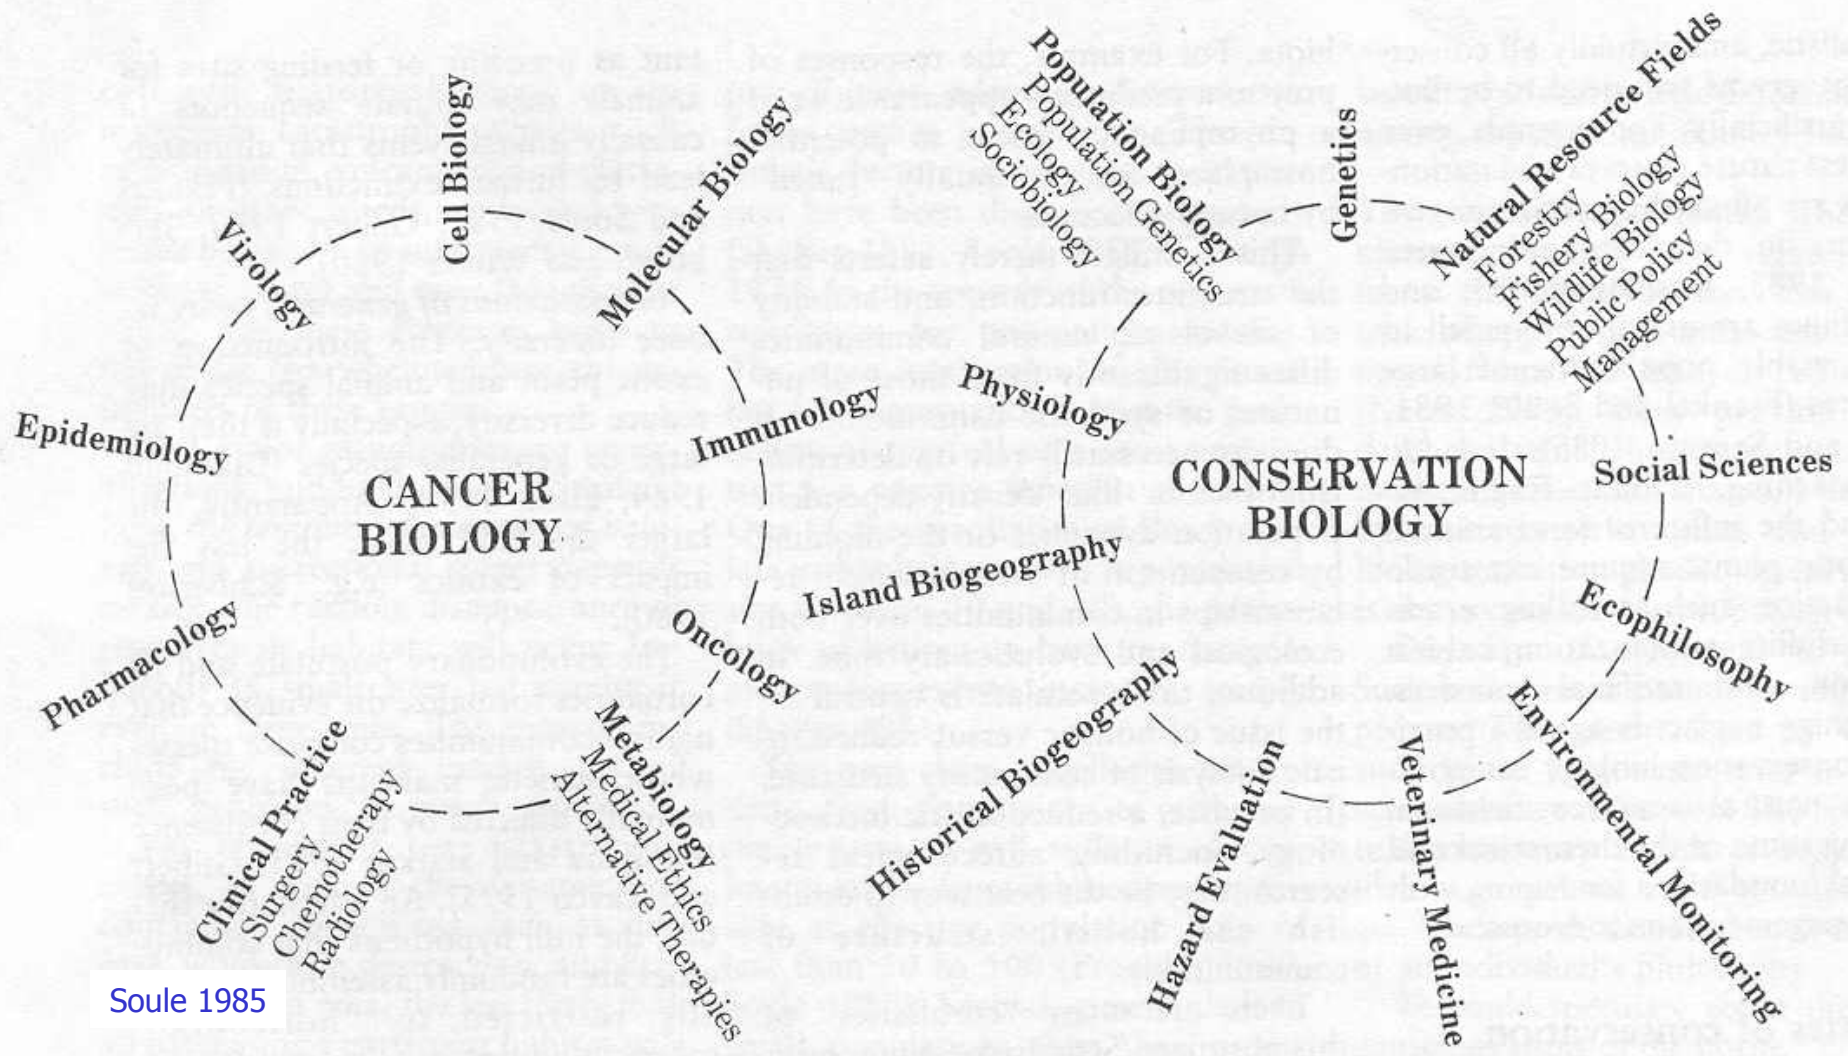 Cell Biology
Molecular Biology
Immunology
Oncology
Metabiology
Medical Ethics
Alternative Therapies
Clinical Practice
Surgery
Chemotherapy
Radiology
Pharmacology
Epidemiology
Virology
CANCER
BIOLOGY
Population Biology
Population Genetics
Ecology
Sociobiology
Genetics
Natural Resource Fields
Forestry
Fishery Biology
Wildlife Biology
Public Policy
Management
Social Sciences
Ecophilosophy
Environmental Monitoring
Veterinary Medicine
Hazard Evaluation
Historical Biogeography
Island Biogeography
Physiology
CONSERVATION
BIOLOGY
Soule 1985